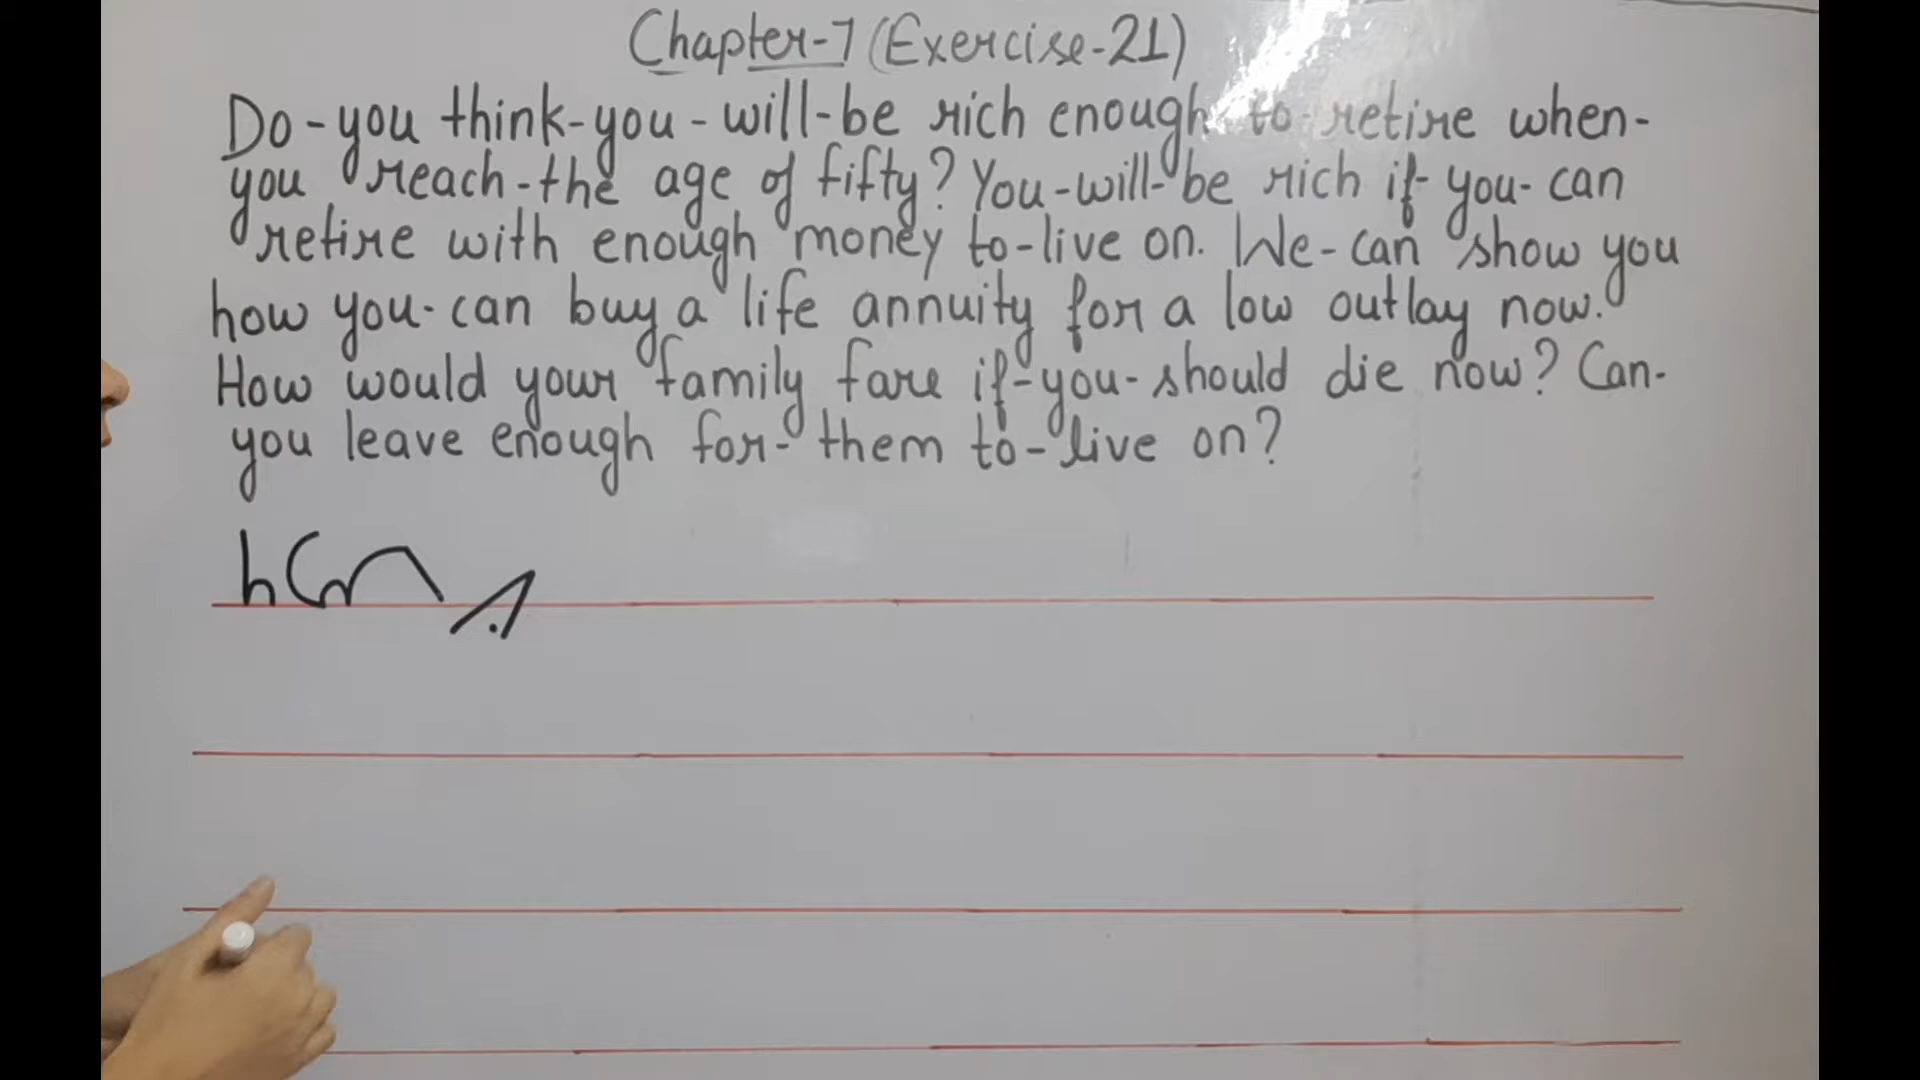 Chapter-7 (Exercise-21)
Do-you think-you-will-be rich enough to-retire when-
you reach-the age of fifty? You-will-be rich if-you-can
retire with enough money to-live on. We-can show you
how you-can buy a life annuity for a low outlay now.
How would your family fare if-you-should die now? Can-
you leave enough for-them to-live on?